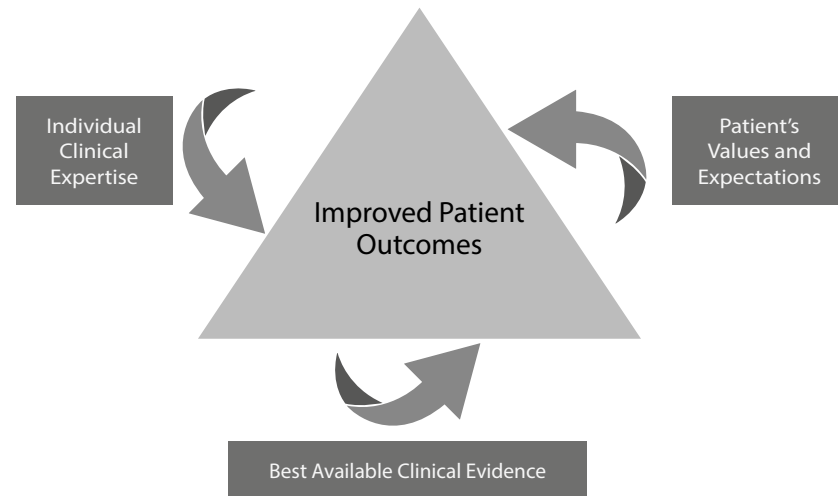 Individual
Clinical
Expertise
Patient’s
Values and
Expectations
Improved Patient
Outcomes
Best Available Clinical Evidence